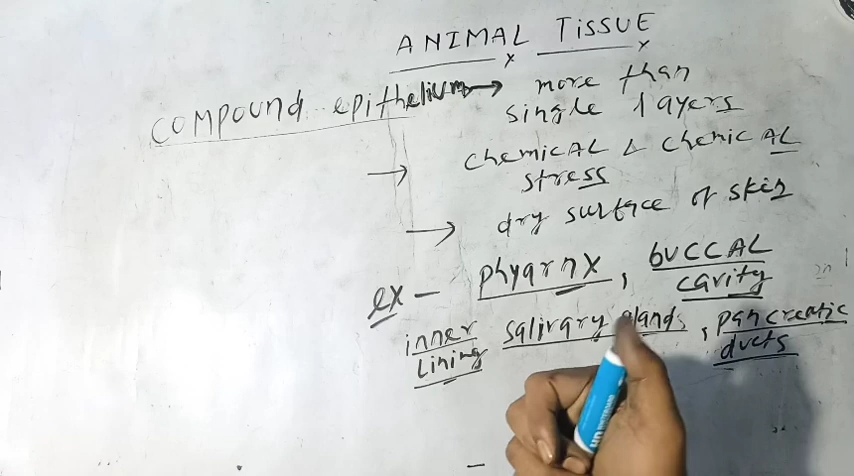 ANIMAL TISSUE
COMPOUND epithelium → more than
single layers
→ chemicAL & chemicAL
stress
→ dry surface of skin
ex - phyarnx, bUCCAL
cavity
inner salivary glands, pancreatic
Lining ducts